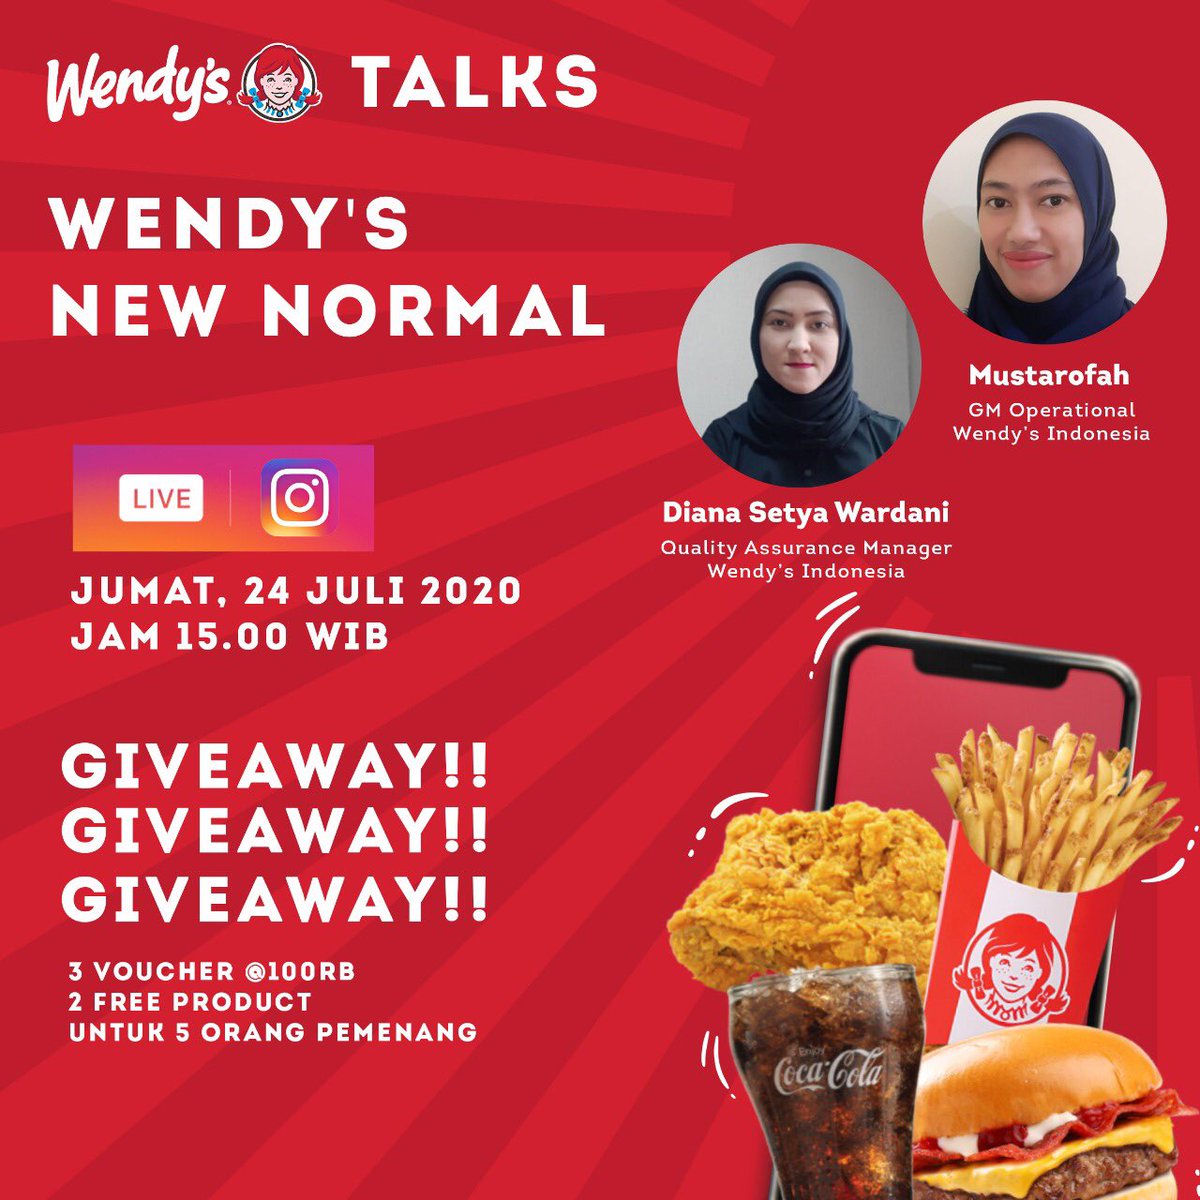 Wendy's TALKS
WENDY'S
NEW NORMAL
Mustarofah
GM Operational
Wendy's Indonesia
Diana Setya Wardani
Quality Assurance Manager
Wendy's Indonesia
LIVE
JUMAT, 24 JULI 2020
JAM 15.00 WIB
GIVEAWAY!!
GIVEAWAY!!
GIVEAWAY!!
3 VOUCHER @100RB
2 FREE PRODUCT
UNTUK 5 ORANG PEMENANG
Enjoy
Coca-Cola